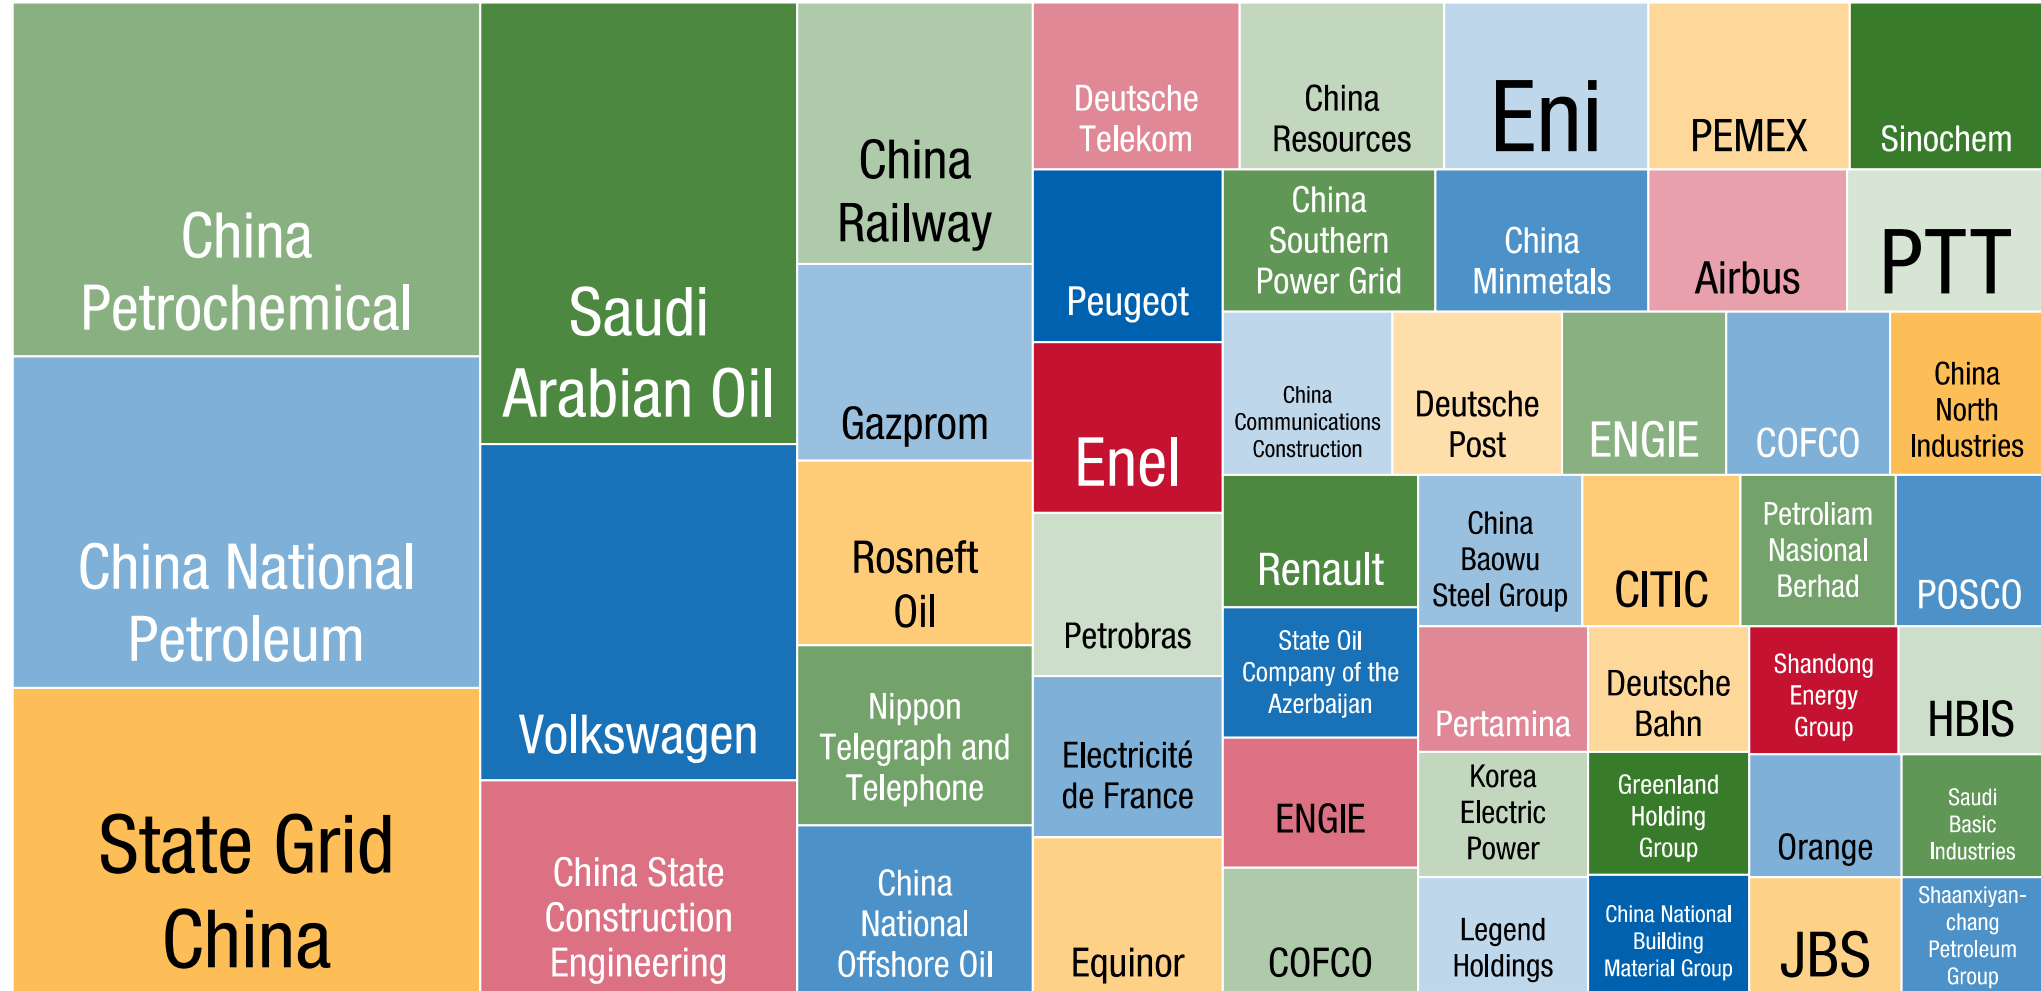 China
Petrochemical
China National
Petroleum
State Grid
China
Saudi
Arabian Oil
Volkswagen
China State
Construction
Engineering
China
Railway
Gazprom
Rosneft
Oil
Nippon
Telegraph and
Telephone
China
National
Offshore Oil
Deutsche
Telekom
China
Resources
Eni
PEMEX
Sinochem
Peugeot
Enel
Petrobras
Electricité
de France
Equinor
China
Southern
Power Grid
China
Minmetals
Airbus
PTT
China
Communications
Construction
Deutsche
Post
ENGIE
COFCO
China
North
Industries
Renault
State Oil
Company of the
Azerbaijan
ENGIE
COFCO
China
Baowu
Steel Group
CITIC
Petroliam
Nasional
Berhad
POSCO
Pertamina
Deutsche
Bahn
Shandong
Energy
Group
HBIS
Korea
Electric
Power
Greenland
Holding
Group
Orange
Saudi
Basic
Industries
Legend
Holdings
China National
Building
Material Group
JBS
Shaanxiyan-
chang
Petroleum
Group